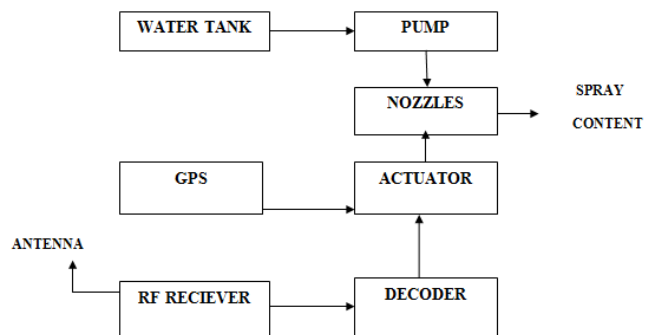 WATER TANK
PUMP
NOZZLES
SPRAY
CONTENT
GPS
ACTUATOR
ANTENNA
RF RECIEVER
DECODER